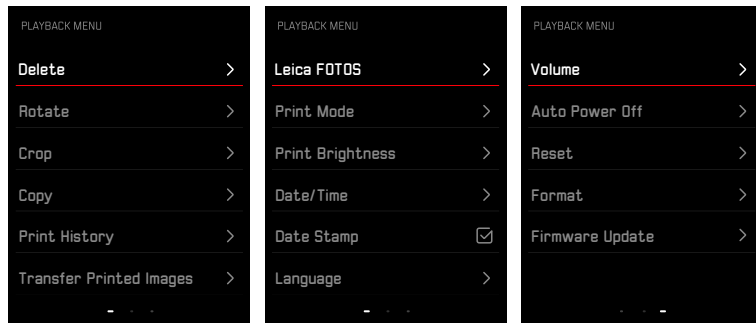 PLAYBACK MENU
Delete
Rotate
Crop
Copy
Print History
Transfer Printed Images
PLAYBACK MENU
Leica FOTOS
Print Mode
Print Brightness
Date/Time
Date Stamp
Language
PLAYBACK MENU
Volume
Auto Power Off
Reset
Format
Firmware Update